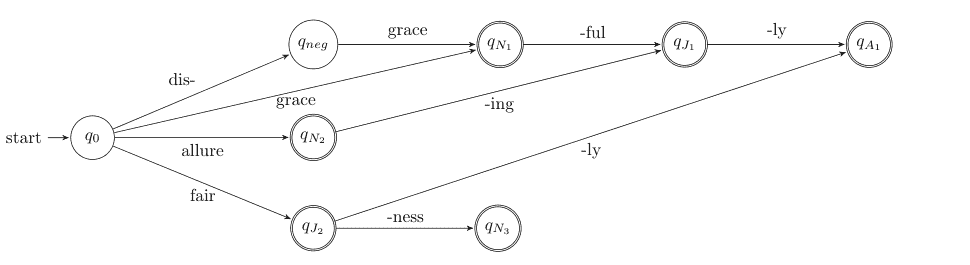 grace
-ful
-ly
q_neg
q_N1
q_J1
q_A1
dis-
grace
-ing
start
q_0
allure
q_N2
-ly
fair
-ness
q_J2
q_N3